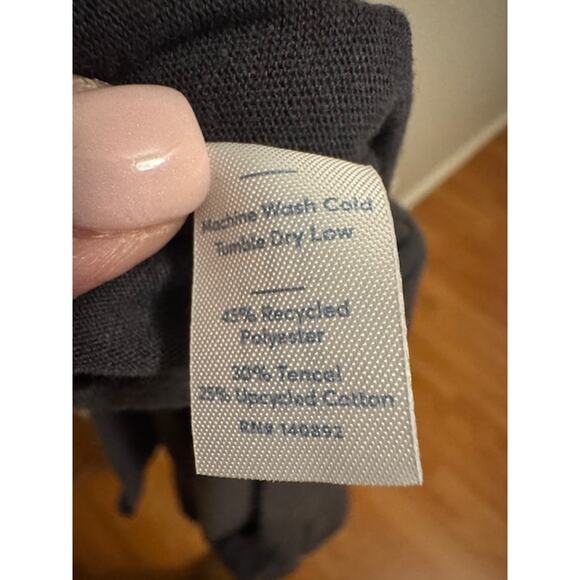 Machine Wash Cold
Tumble Dry Low
45% Recycled
Polyester
30% Tencel
25% Upcycled Cotton
RN# 140892